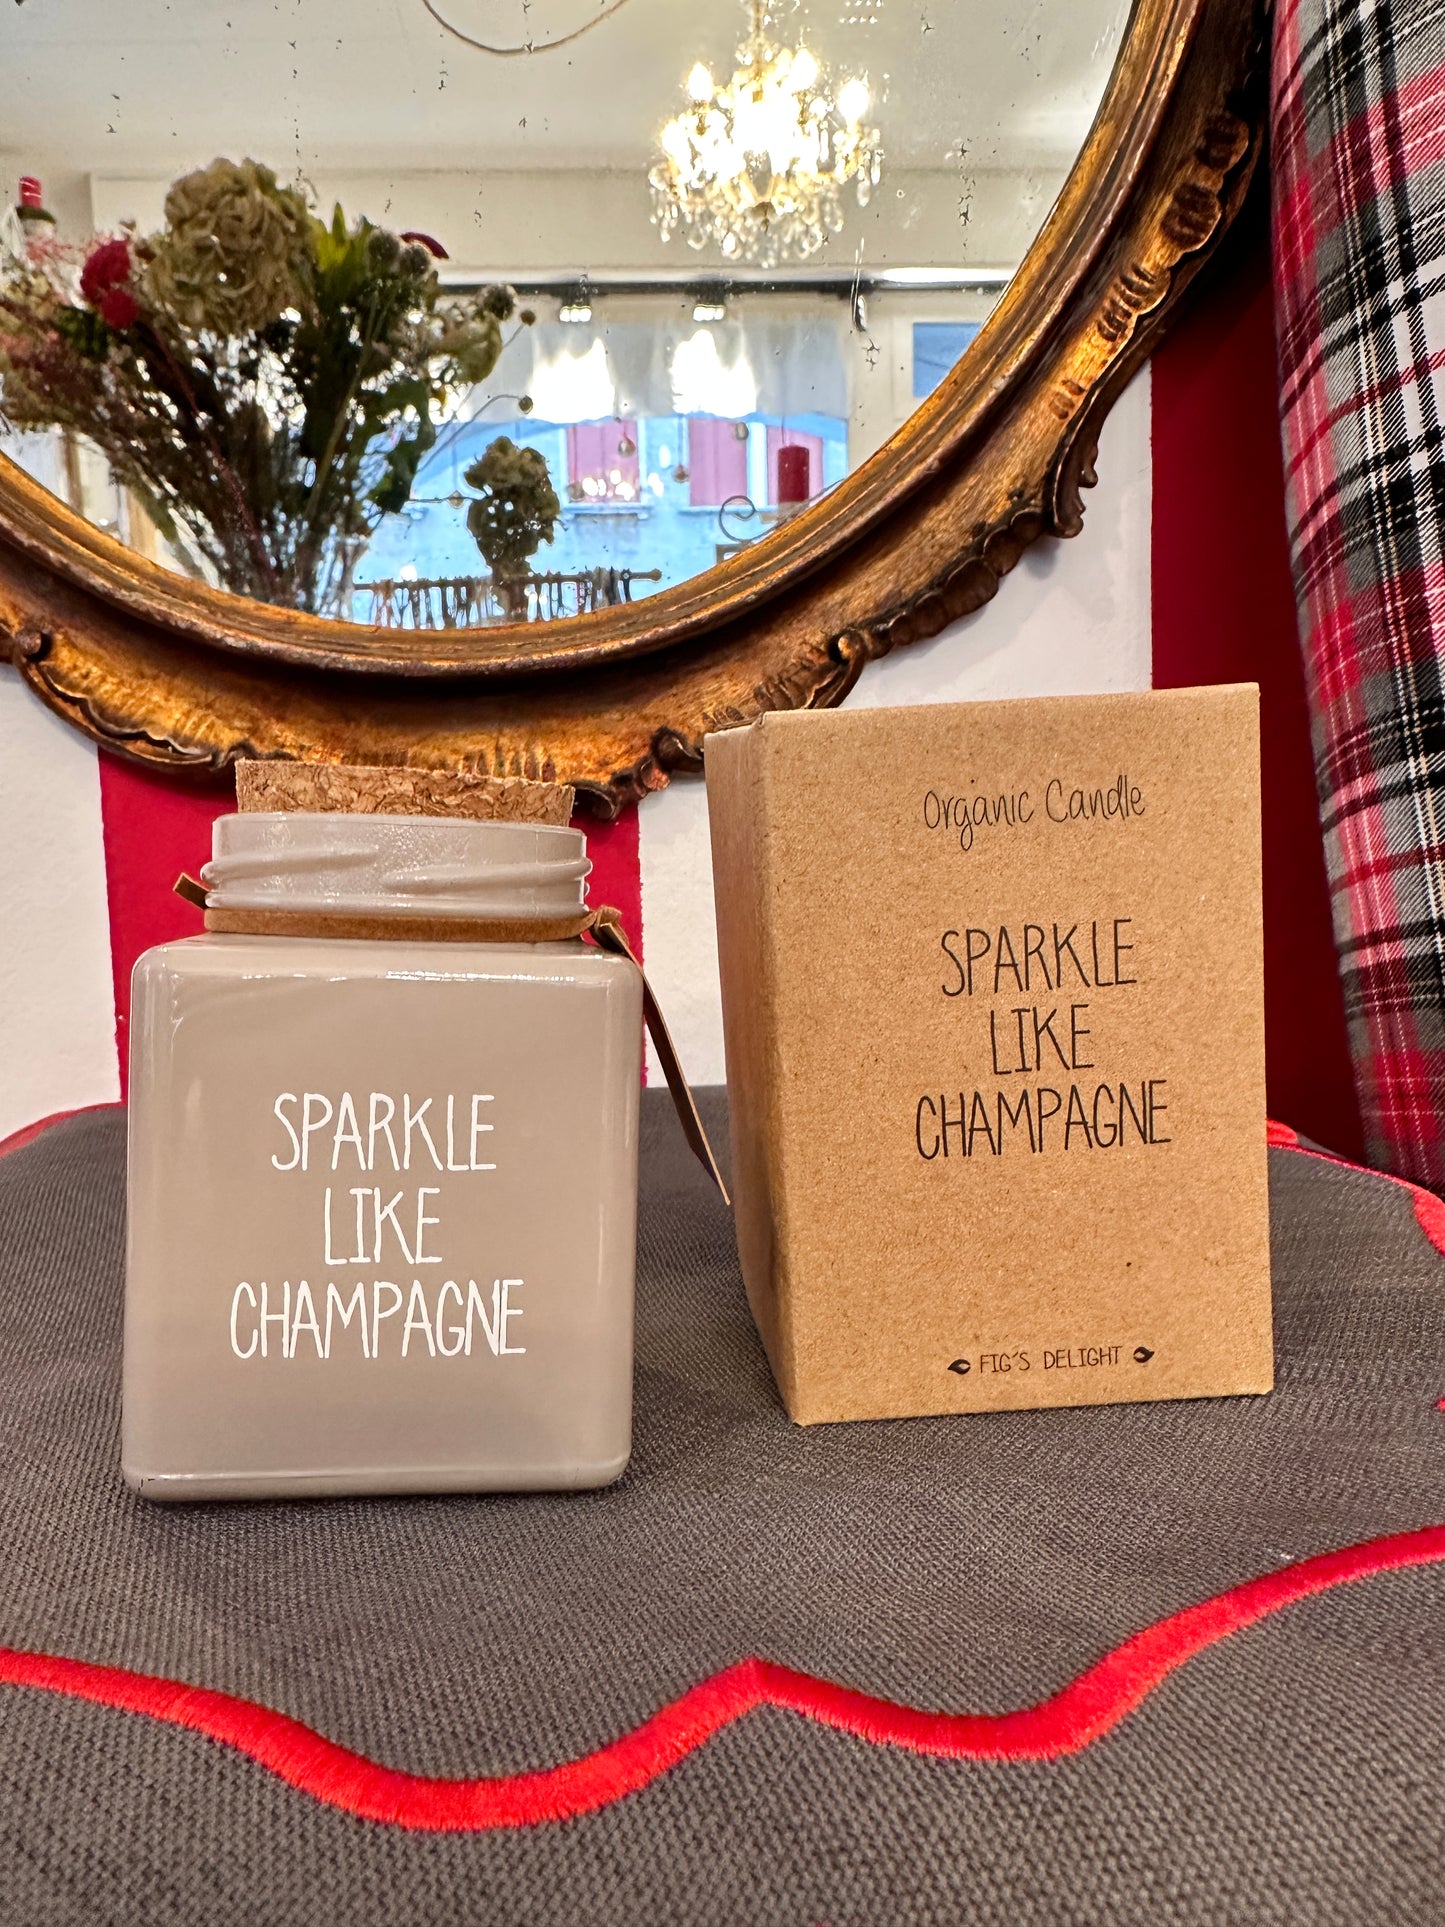 SPARKLE
LIKE
CHAMPAGNE
Organic Candle
SPARKLE
LIKE
CHAMPAGNE
FIG'S DELIGHT